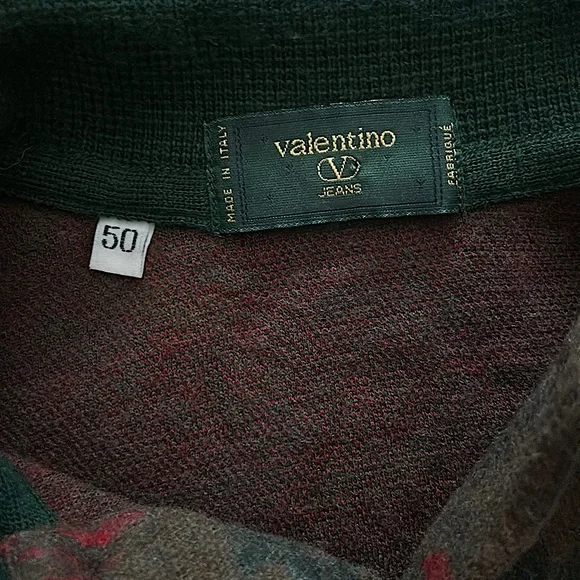 valentino
V
JEANS
MADE IN ITALY
FABRIQUÉ
50